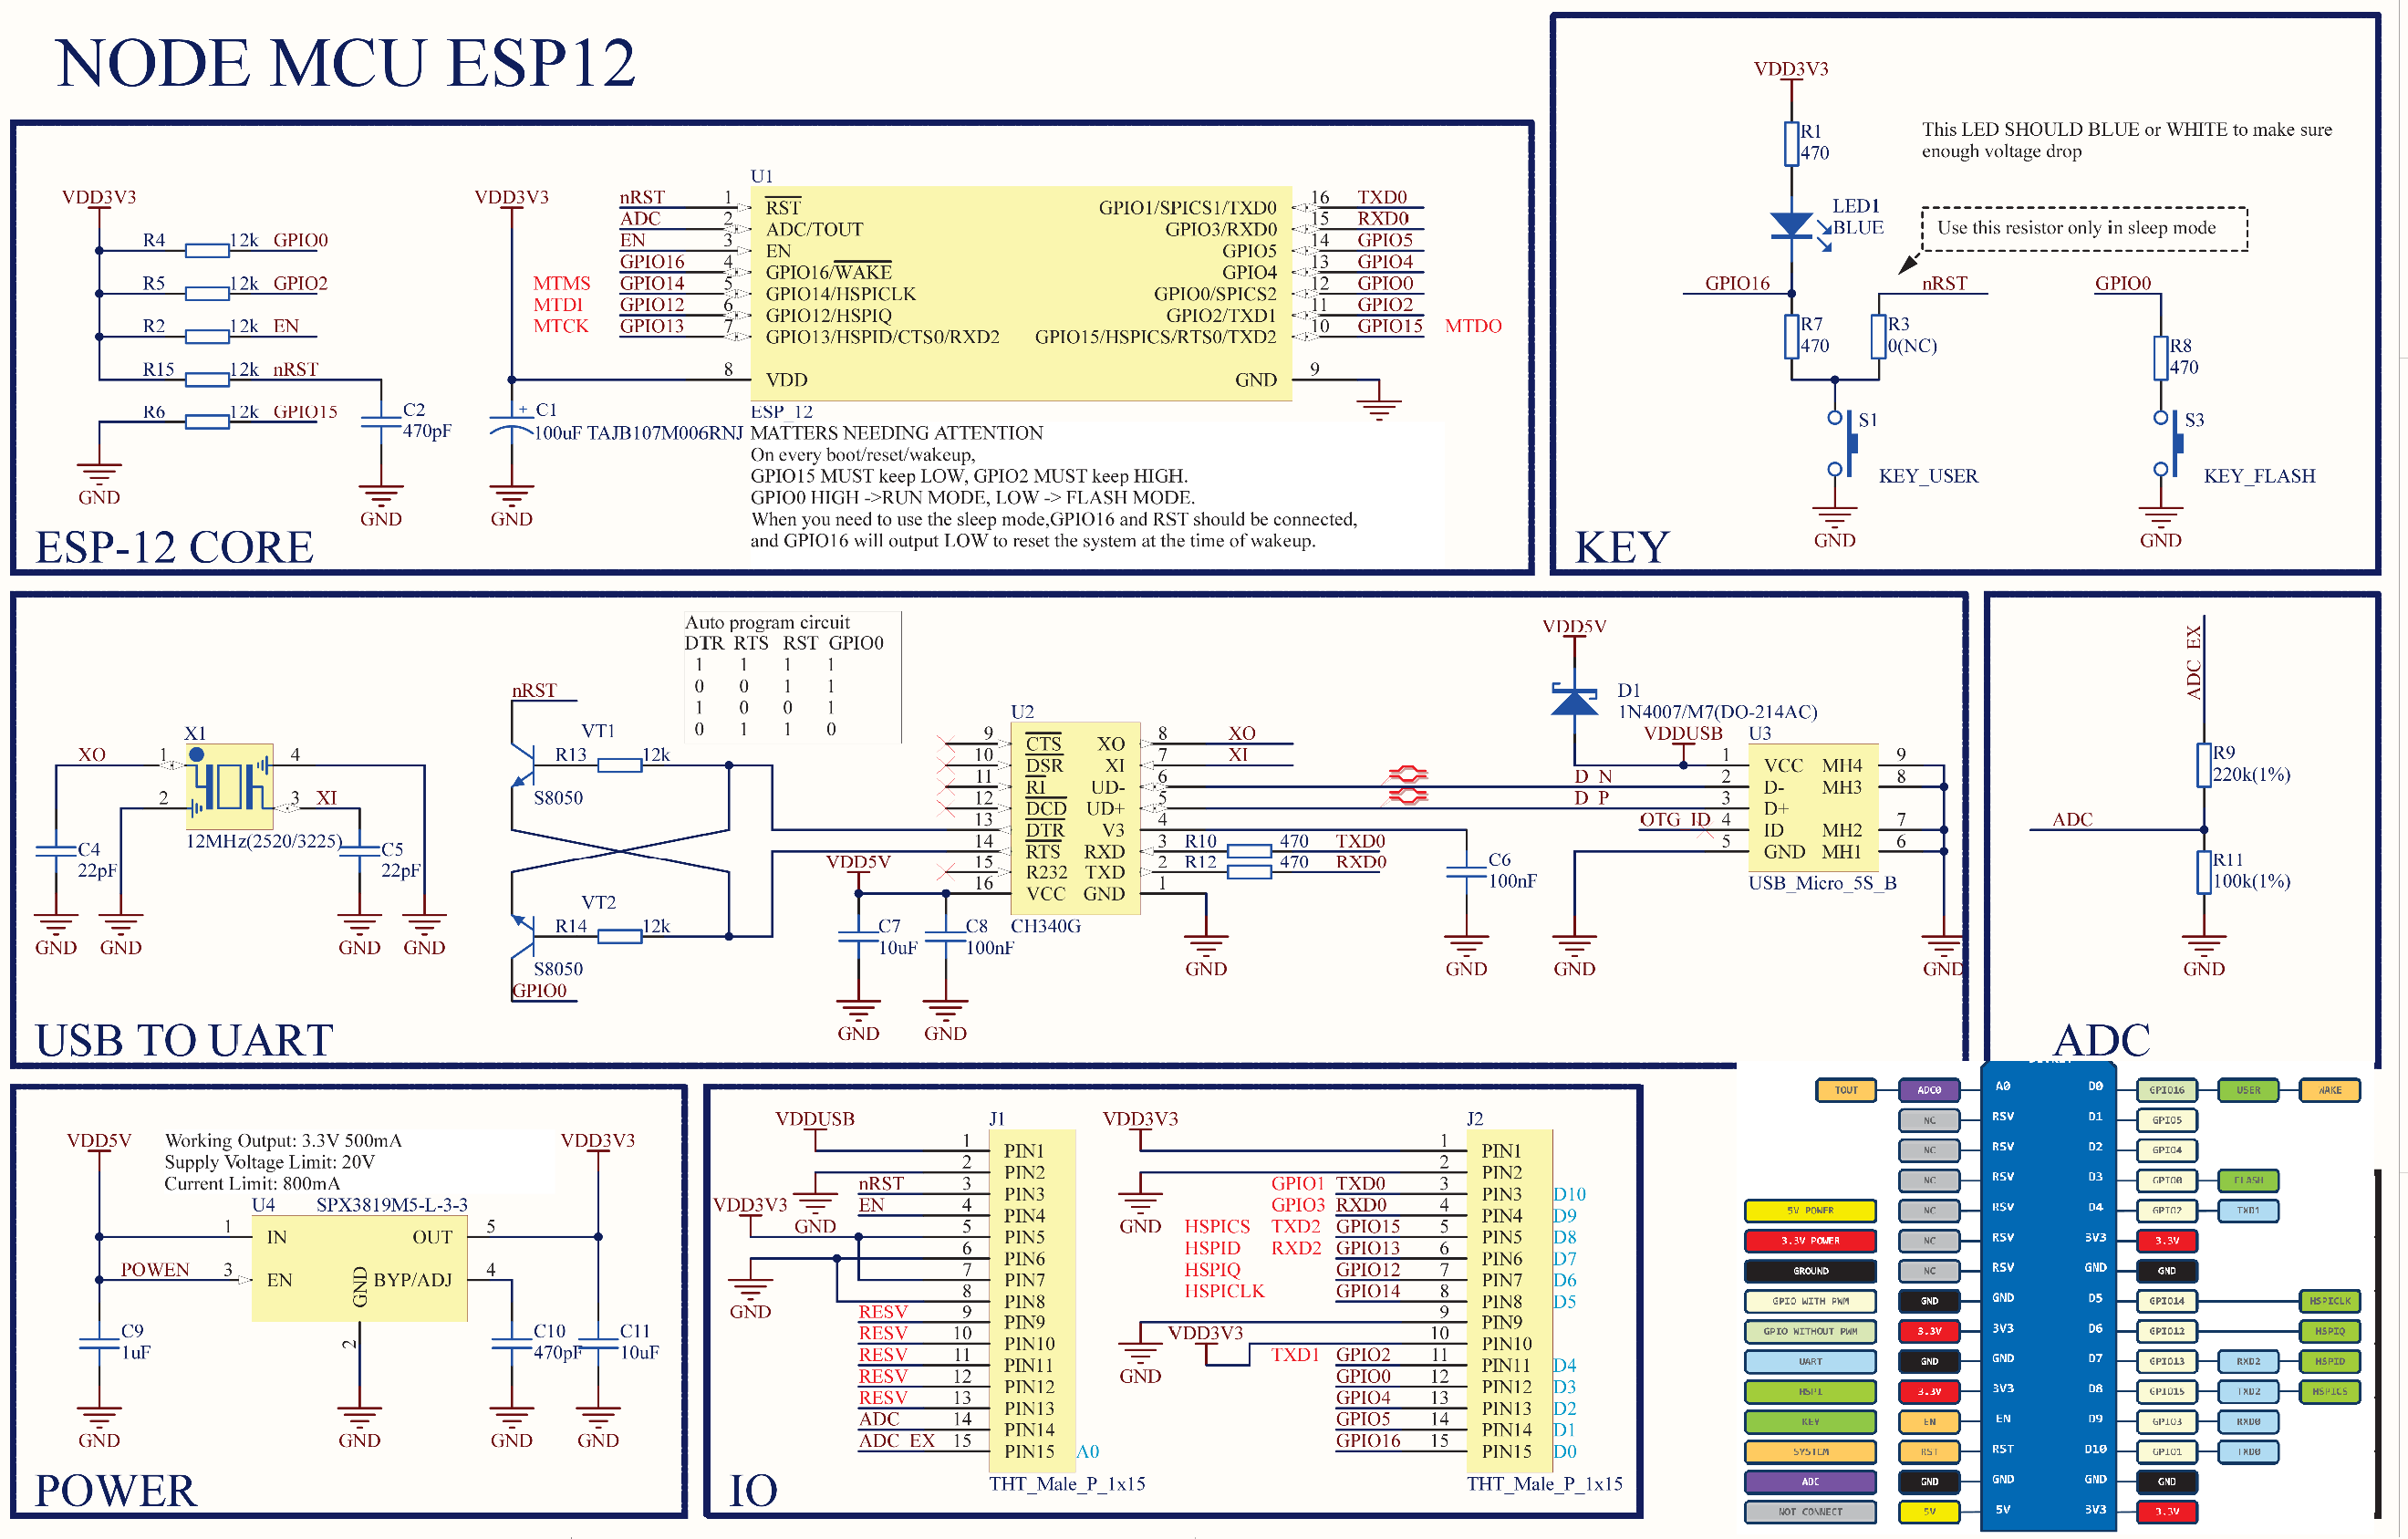 NODE MCU ESP12
VDD3V3
R4 12k GPIO0
R5 12k GPIO2
R2 12k EN
R15 12k nRST
R6 12k GPIO15
GND
C2
470pF
GND
VDD3V3
C1
100uF TAJB107M006RNJ
GND
U1
nRST 1 RST
ADC 2 ADC/TOUT
EN 3 EN
GPIO16 4 GPIO16/WAKE
MTMS GPIO14 5 GPIO14/HSPICLK
MTDI GPIO12 6 GPIO12/HSPIQ
MTCK GPIO13 7 GPIO13/HSPID/CTS0/RXD2
8 VDD
GPIO1/SPICS1/TXD0 16 TXD0
GPIO3/RXD0 15 RXD0
GPIO5 14 GPIO5
GPIO4 13 GPIO4
GPIO0/SPICS2 12 GPIO0
GPIO2/TXD1 11 GPIO2
GPIO15/HSPICS/RTS0/TXD2 10 GPIO15 MTDO
GND 9
ESP_12
MATTERS NEEDING ATTENTION
On every boot/reset/wakeup,
GPIO15 MUST keep LOW, GPIO2 MUST keep HIGH.
GPIO0 HIGH ->RUN MODE, LOW -> FLASH MODE.
When you need to use the sleep mode,GPIO16 and RST should be connected,
and GPIO16 will output LOW to reset the system at the time of wakeup.
ESP-12 CORE
VDD3V3
R1
470
This LED SHOULD BLUE or WHITE to make sure
enough voltage drop
LED1
BLUE
Use this resistor only in sleep mode
GPIO16
nRST
GPIO0
R7
470
R3
0(NC)
R8
470
S1
KEY_USER
S3
KEY_FLASH
GND
GND
KEY
X1
XO 1 4
2 3 XI
12MHz(2520/3225)
C4
22pF
C5
22pF
GND GND GND GND
Auto program circuit
DTR RTS RST GPIO0
1 1 1 1
0 0 1 1
1 0 0 1
0 1 1 0
nRST
VT1
R13 12k
S8050
VT2
R14 12k
S8050
GPIO0
U2
9 CTS XO 8 XO
10 DSR XI 7 XI
11 RI UD- 6
12 DCD UD+ 5
13 DTR V3 4
14 RTS RXD 3 R10 470 TXD0
15 R232 TXD 2 R12 470 RXD0
16 VCC GND 1
CH340G
VDD5V
C7
10uF
C8
100nF
GND
GND
GND
C6
100nF
GND
VDD5V
D1
1N4007/M7(DO-214AC)
VDDUSB
U3
1 VCC MH4 9
D_N 2 D- MH3 8
D_P 3 D+
OTG_ID 4 ID MH2 7
5 GND MH1 6
USB_Micro_5S_B
GND
GND
USB TO UART
ADC_EX
R9
220k(1%)
ADC
R11
100k(1%)
GND
ADC
VDD5V
Working Output: 3.3V 500mA
Supply Voltage Limit: 20V
Current Limit: 800mA
VDD3V3
U4 SPX3819M5-L-3-3
1 IN OUT 5
POWEN 3 EN GND BYP/ADJ 4
2
C9
1uF
C10
470pF
C11
10uF
GND GND GND GND
POWER
VDDUSB
J1
1 PIN1
2 PIN2
nRST 3 PIN3
EN 4 PIN4
VDD3V3
GND
5 PIN5
6 PIN6
7 PIN7
8 PIN8
GND
RESV 9 PIN9
RESV 10 PIN10
RESV 11 PIN11
RESV 12 PIN12
RESV 13 PIN13
ADC 14 PIN14
ADC_EX 15 PIN15 A0
THT_Male_P_1x15
VDD3V3
J2
1 PIN1
2 PIN2
GPIO1 TXD0 3 PIN3 D10
GPIO3 RXD0 4 PIN4 D9
GND
HSPICS TXD2 GPIO15 5 PIN5 D8
HSPID RXD2 GPIO13 6 PIN6 D7
HSPIQ GPIO12 7 PIN7 D6
HSPICLK GPIO14 8 PIN8 D5
9 PIN9
VDD3V3 10 PIN10
GND
TXD1 GPIO2 11 PIN11 D4
GPIO0 12 PIN12 D3
GPIO4 13 PIN13 D2
GPIO5 14 PIN14 D1
GPIO16 15 PIN15 D0
THT_Male_P_1x15
IO
TOUT ADC0 A0 D0 GPIO16 USER WAKE
NC RSV D1 GPIO5
NC RSV D2 GPIO4
NC RSV D3 GPIO0 FLASH
5V POWER NC RSV D4 GPIO2 TXD1
3.3V POWER NC RSV 3V3 3.3V
GROUND NC RSV GND GND
GPIO WITH PWM GND GND D5 GPIO14 HSPICLK
GPIO WITHOUT PWM 3.3V 3V3 D6 GPIO12 HSPIQ
UART GND GND D7 GPIO13 RXD2 HSPID
HSPI 3.3V 3V3 D8 GPIO15 TXD2 HSPICS
KEY EN EN D9 GPIO3 RXD0
SYSTEM RST RST D10 GPIO1 TXD0
ADC GND GND GND GND
NOT CONNECT 5V 5V 3V3 3.3V